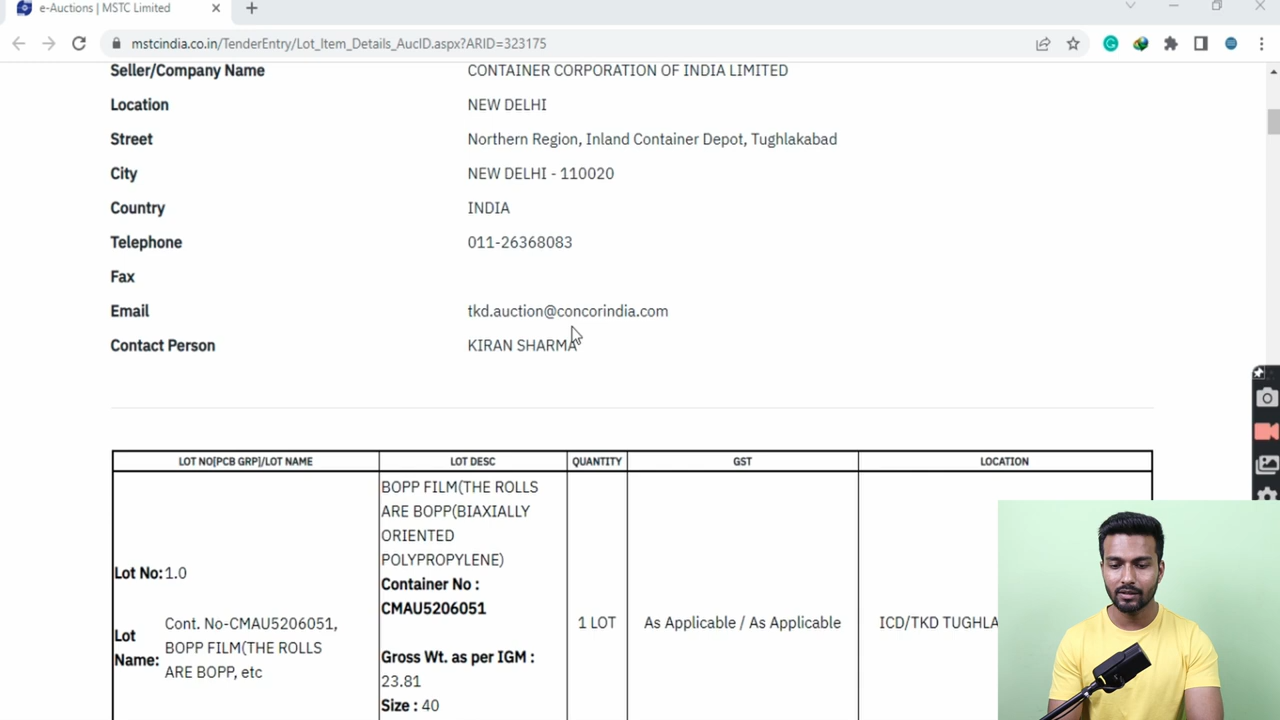 e-Auctions | MSTC Limited
mstcindia.co.in/TenderEntry/Lot_Item_Details_AucID.aspx?ARID=323175
Seller/Company Name CONTAINER CORPORATION OF INDIA LIMITED
Location NEW DELHI
Street Northern Region, Inland Container Depot, Tughlakabad
City NEW DELHI - 110020
Country INDIA
Telephone 011-26368083
Fax
Email tkd.auction@concorindia.com
Contact Person KIRAN SHARMA
LOT NO[PCB GRP]/LOT NAME LOT DESC QUANTITY GST LOCATION
Lot No: 1.0
Lot Name: Cont. No-CMAU5206051,
BOPP FILM(THE ROLLS
ARE BOPP, etc
BOPP FILM(THE ROLLS
ARE BOPP(BIAXIALLY
ORIENTED
POLYPROPYLENE)
Container No :
CMAU5206051
Gross Wt. as per IGM :
23.81
Size : 40
1 LOT
As Applicable / As Applicable
ICD/TKD